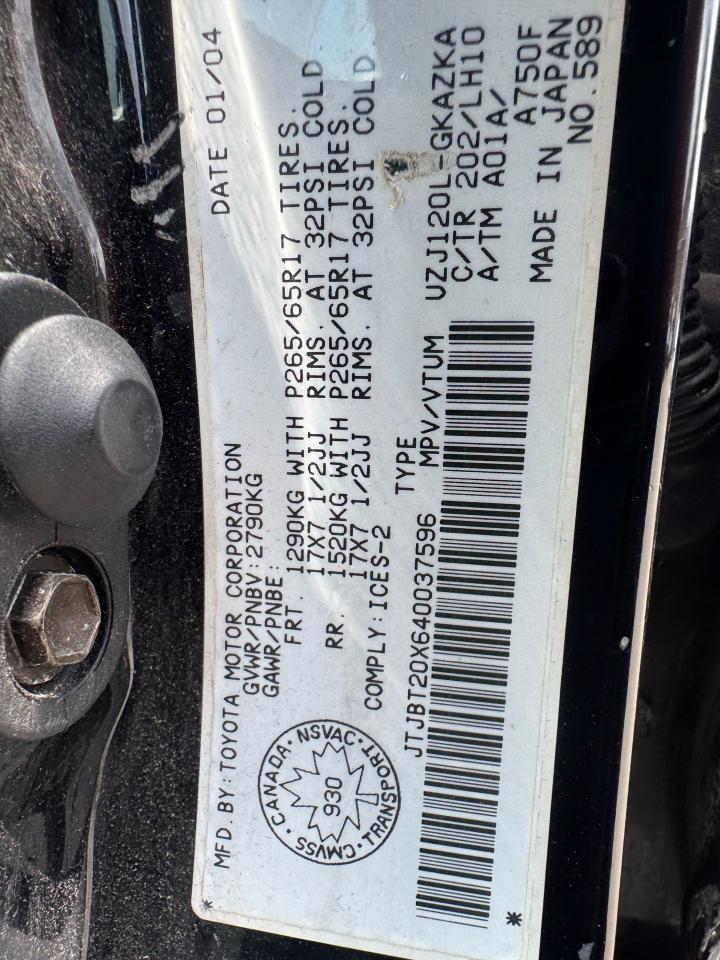 MFD. BY: TOYOTA MOTOR CORPORATION DATE 01/04
GVWR/PNBV: 2790KG
GAWR/PNBE:
FRT. 1290KG WITH P265/65R17 TIRES.
17X7 1/2JJ RIMS. AT 32PSI COLD
RR. 1520KG WITH P265/65R17 TIRES.
17X7 1/2JJ RIMS. AT 32PSI COLD
COMPLY: ICES-2
CANADA · NSVAC · TRANSPORT · CMVSS ·
930
JTJBT20X640037596 TYPE MPV/VTUM
UZJ120L-GKAZKA
C/TR 202/LH10
A/TM A01A/
A750F
MADE IN JAPAN
NO.589
* *